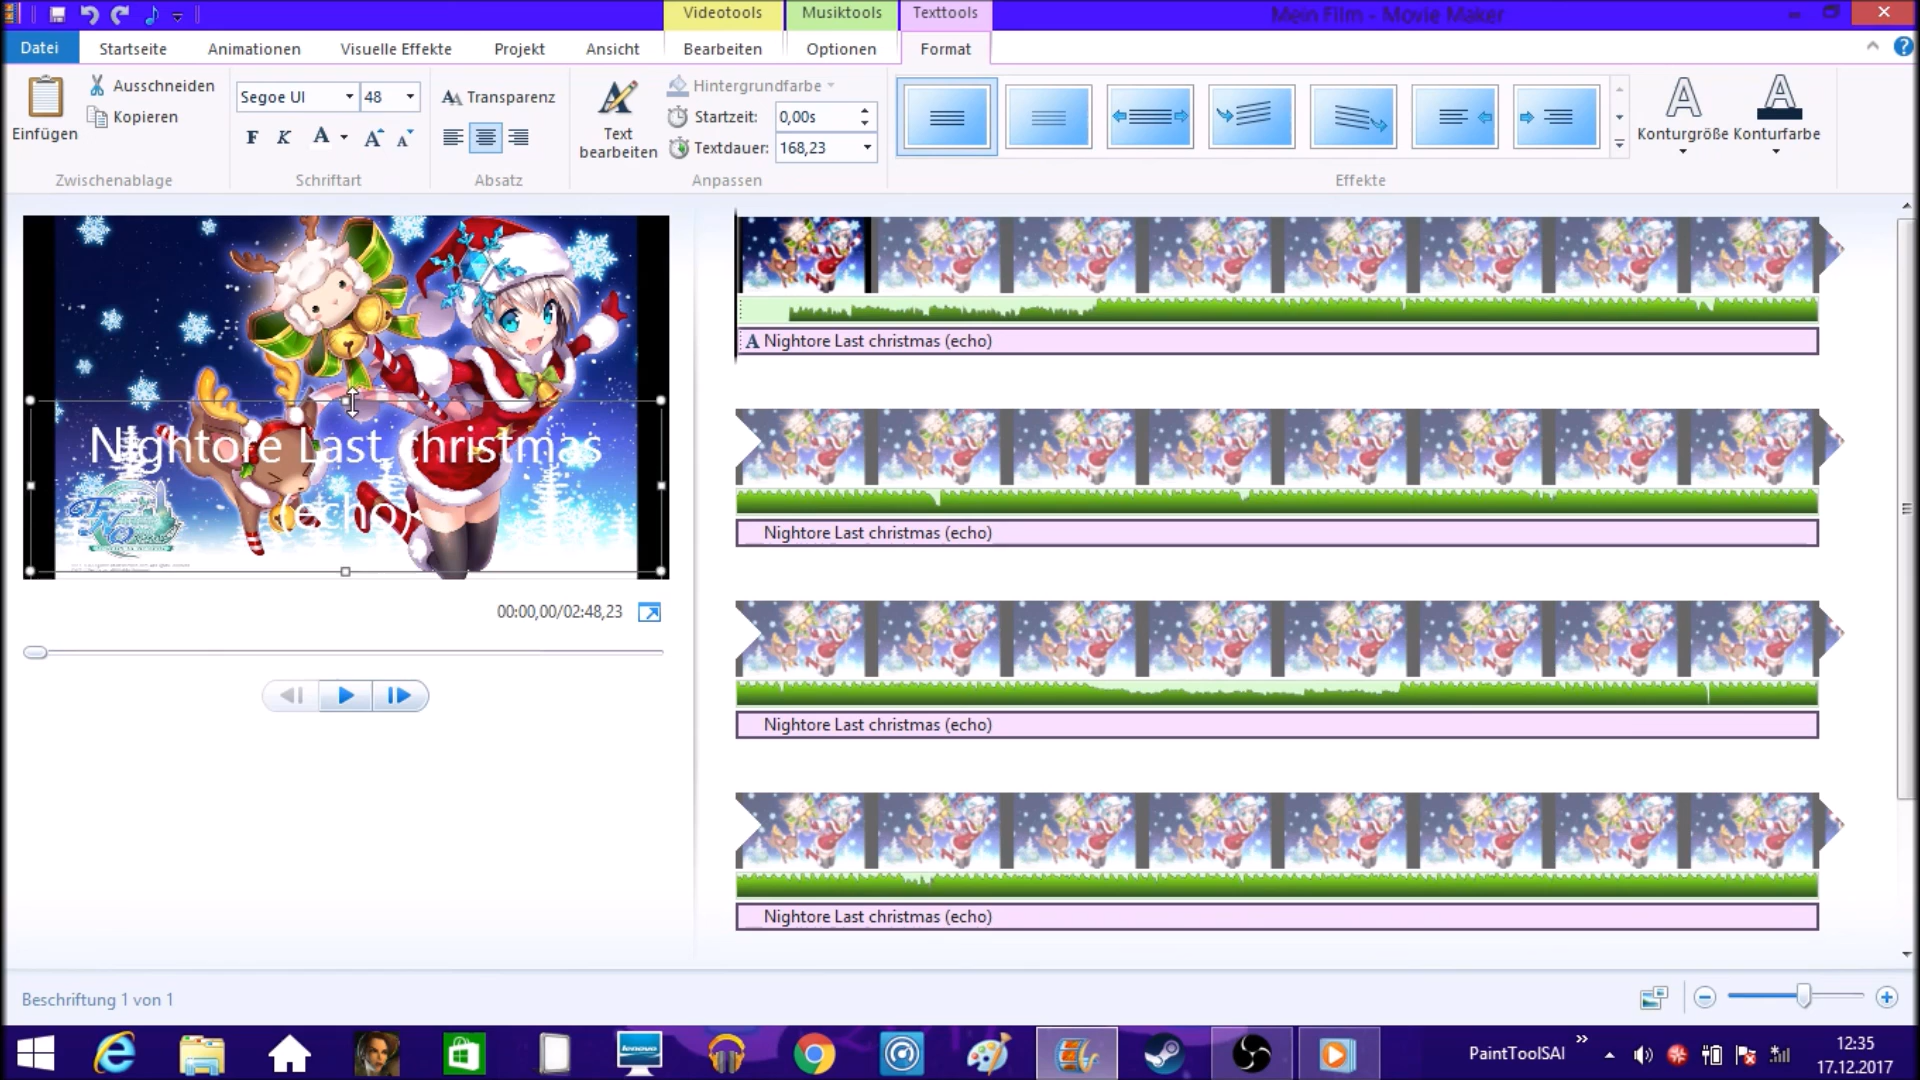 Videotools Musiktools Texttools Mein Film - Movie Maker
Datei Startseite Animationen Visuelle Effekte Projekt Ansicht Bearbeiten Optionen Format
Einfügen
Ausschneiden
Kopieren
Zwischenablage
Segoe UI 48
F K A A A
Schriftart
Transparenz
Absatz
Text
bearbeiten
Hintergrundfarbe
Startzeit: 0,00s
Textdauer: 168,23
Anpassen
Effekte
Konturgröße Konturfarbe
Nightore Last christmas
(echo)
00:00,00/02:48,23
A Nightore Last christmas (echo)
Nightore Last christmas (echo)
Nightore Last christmas (echo)
Nightore Last christmas (echo)
Beschriftung 1 von 1
lenovo
PaintToolSAI
12:35
17.12.2017